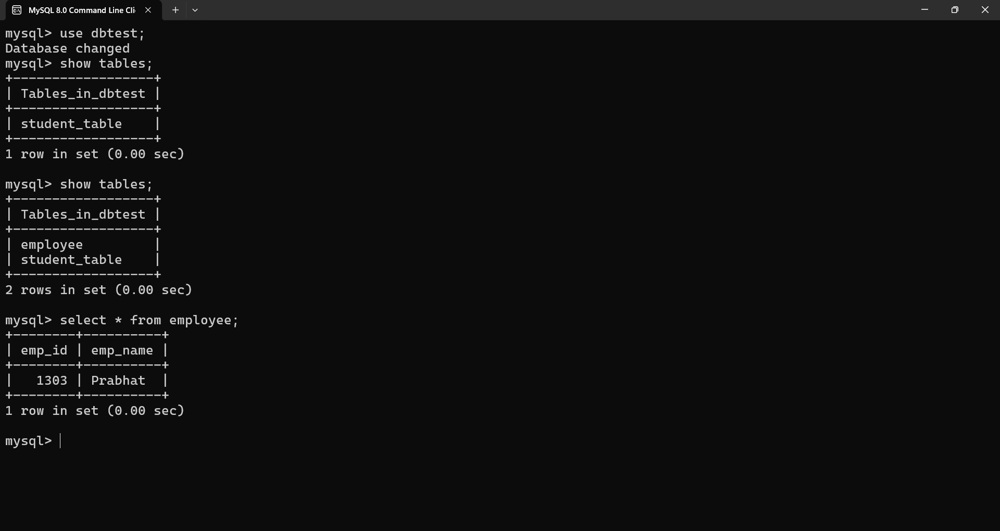 MySQL 8.0 Command Line Cli
mysql> use dbtest;
Database changed
mysql> show tables;
+------------------+
| Tables_in_dbtest |
+------------------+
| student_table    |
+------------------+
1 row in set (0.00 sec)
mysql> show tables;
+------------------+
| Tables_in_dbtest |
+------------------+
| employee         |
| student_table    |
+------------------+
2 rows in set (0.00 sec)
mysql> select * from employee;
+--------+----------+
| emp_id | emp_name |
+--------+----------+
|   1303 | Prabhat  |
+--------+----------+
1 row in set (0.00 sec)
mysql>